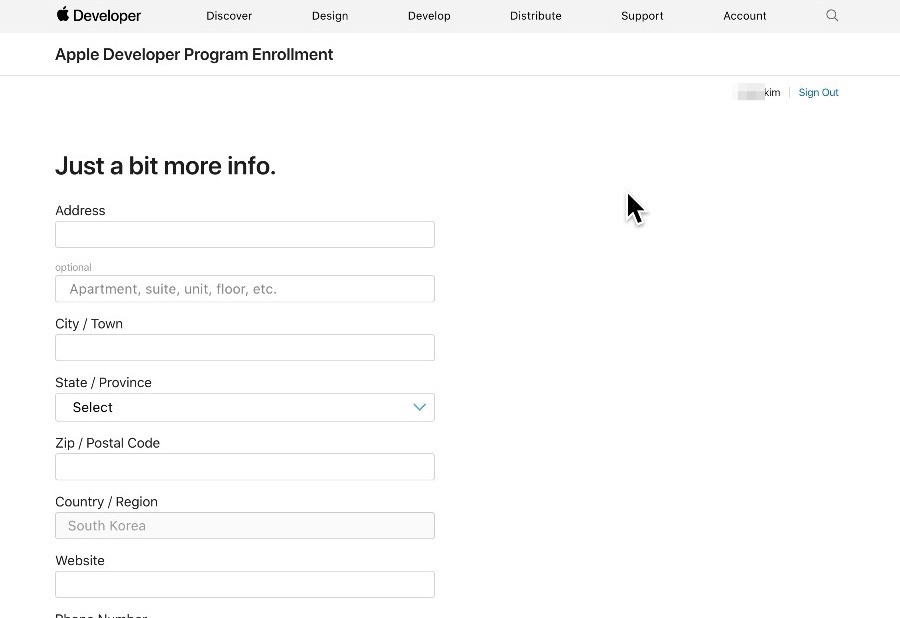 Developer
Discover
Design
Develop
Distribute
Support
Account
Apple Developer Program Enrollment
kim
Sign Out
Just a bit more info.
Address
optional
Apartment, suite, unit, floor, etc.
City / Town
State / Province
Select
Zip / Postal Code
Country / Region
South Korea
Website
Phone Number